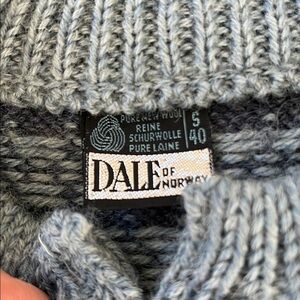 PURE NEW WOOL
REINE
SCHURWOLLE
PURE LAINE
S
40
DALE OF
NORWAY